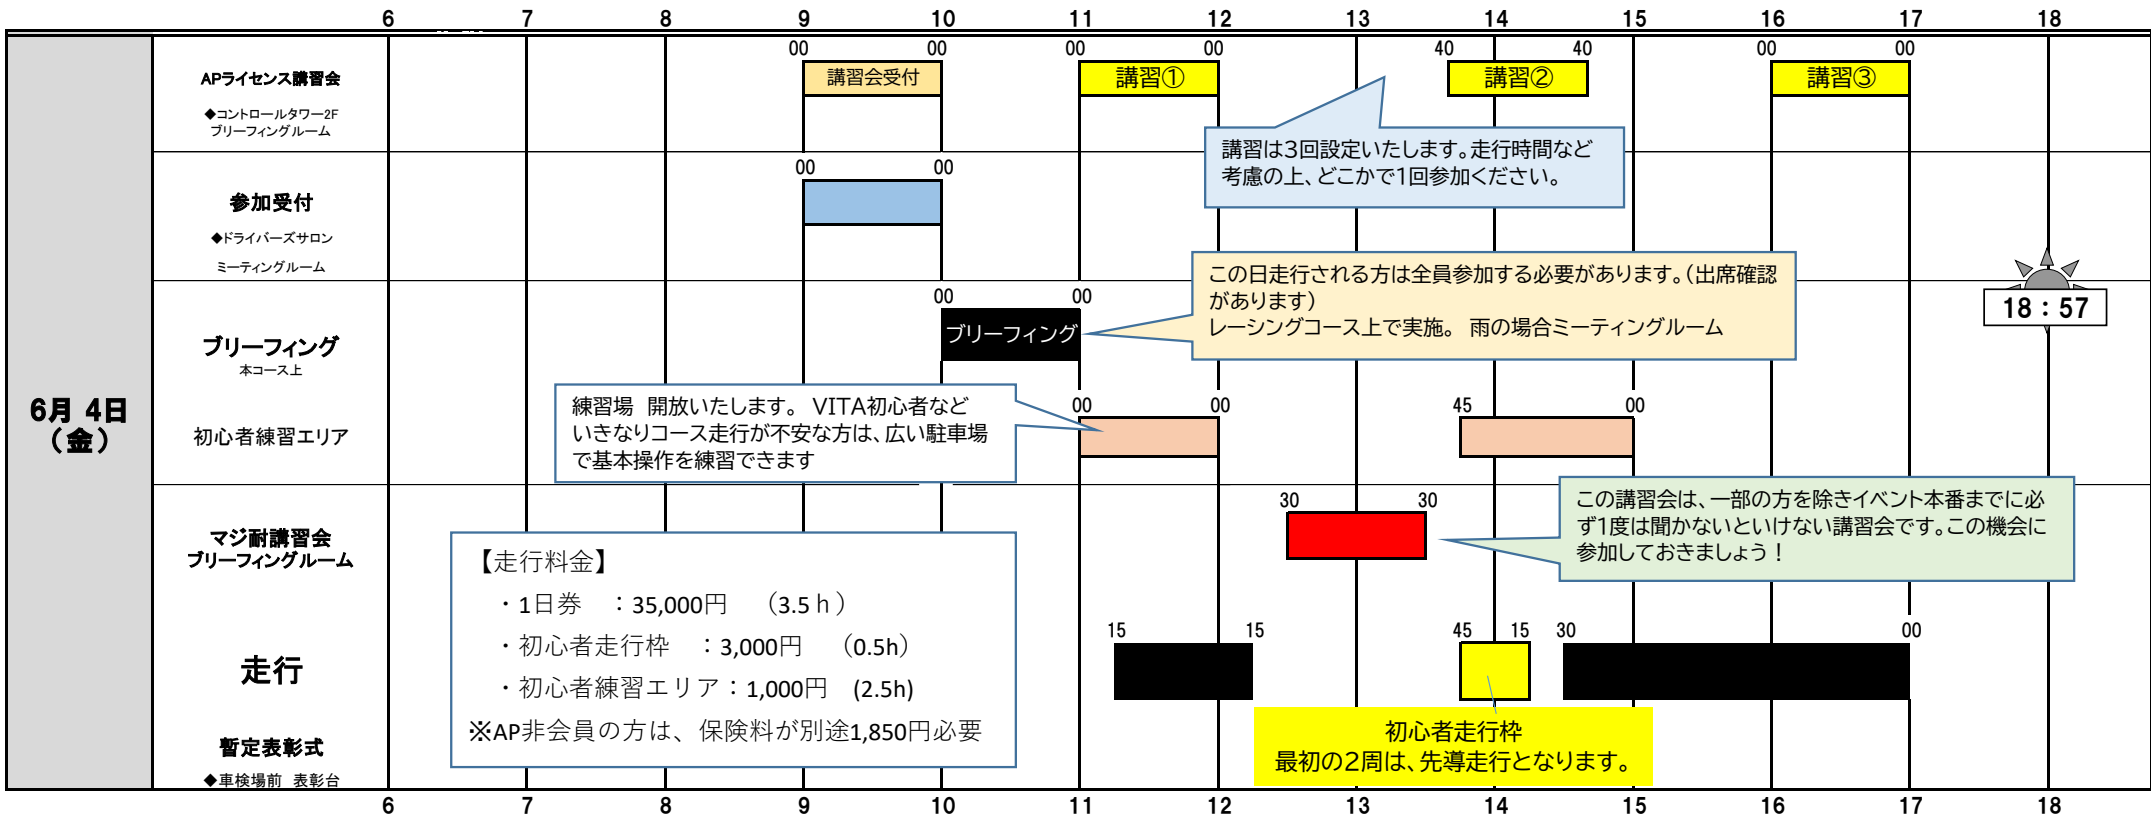 6 7 8 9 10 11 12 13 14 15 16 17 18
6月 4日
（金）
APライセンス講習会
◆コントロールタワー2F
ブリーフィングルーム
00 00 00 00 40 40 00 00
講習会受付 講習① 講習② 講習③
講習は3回設定いたします。走行時間など
考慮の上、どこかで1回参加ください。
参加受付
◆ドライバーズサロン
ミーティングルーム
00 00
この日走行される方は全員参加する必要があります。（出席確認
があります）
レーシングコース上で実施。 雨の場合ミーティングルーム
18：57
ブリーフィング
本コース上
00 00
ブリーフィング
初心者練習エリア
練習場 開放いたします。 VITA初心者など
いきなりコース走行が不安な方は、広い駐車場
で基本操作を練習できます
00 00 45 00
マジ耐講習会
ブリーフィングルーム
30 30
この講習会は、一部の方を除きイベント本番までに必
ず1度は聞かないといけない講習会です。この機会に
参加しておきましょう！
【走行料金】
・1日券 ：35,000円 （3.5ｈ）
・初心者走行枠 ：3,000円 （0.5h）
・初心者練習エリア：1,000円 (2.5h)
※AP非会員の方は、保険料が別途1,850円必要
走行
15 15 45 15 30 00
初心者走行枠
最初の2周は、先導走行となります。
暫定表彰式
◆車検場前 表彰台
6 7 8 9 10 11 12 13 14 15 16 17 18